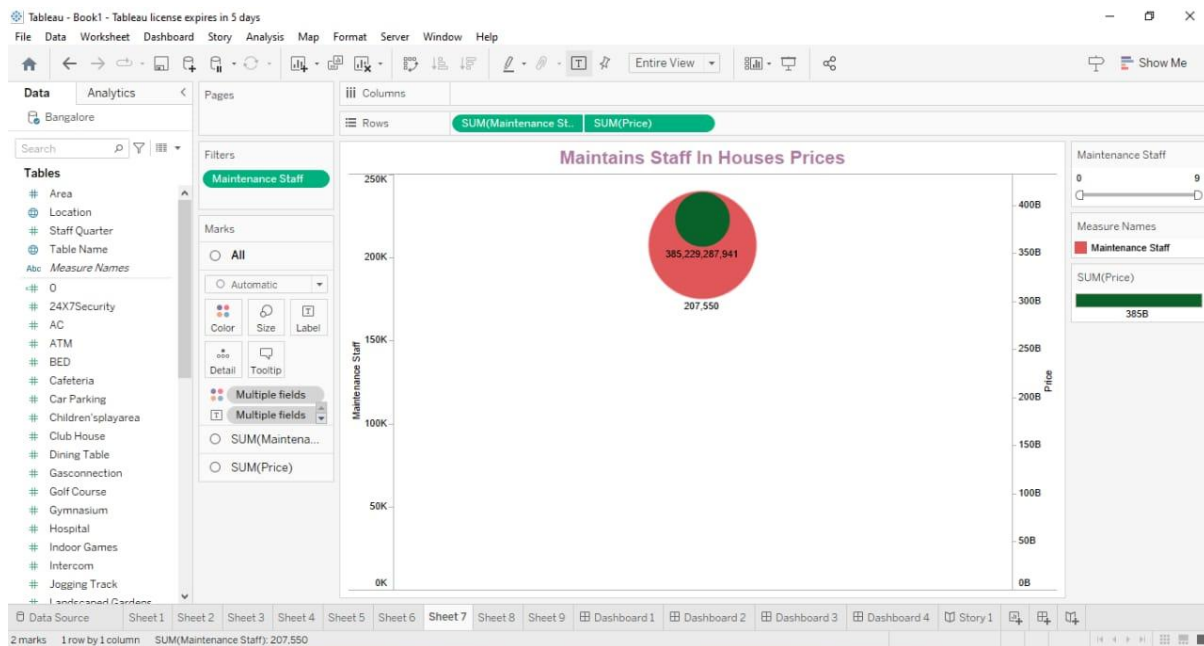 Tableau - Book1 - Tableau license expires in 5 days
File Data Worksheet Dashboard Story Analysis Map Format Server Window Help
Entire View
Show Me
Data Analytics
Bangalore
Search
Tables
Area
Location
Staff Quarter
Table Name
Abc Measure Names
0
24X7Security
AC
ATM
BED
Cafeteria
Car Parking
Children'splayarea
Club House
Dining Table
Gasconnection
Golf Course
Gymnasium
Hospital
Indoor Games
Intercom
Jogging Track
Landscaped Gardens
Pages
Filters
Maintenance Staff
Marks
All
Automatic
Color Size Label
Detail Tooltip
Multiple fields
Multiple fields
SUM(Maintena...
SUM(Price)
Columns
Rows
SUM(Maintenance St.. SUM(Price)
Maintains Staff In Houses Prices
250K
200K
150K
100K
50K
0K
Maintenance Staff
385,229,287,941
207,550
400B
350B
300B
250B
200B
150B
100B
50B
0B
Price
Maintenance Staff
0 9
Measure Names
Maintenance Staff
SUM(Price)
385B
Data Source Sheet 1 Sheet 2 Sheet 3 Sheet 4 Sheet 5 Sheet 6 Sheet 7 Sheet 8 Sheet 9 Dashboard 1 Dashboard 2 Dashboard 3 Dashboard 4 Story 1
2 marks 1 row by 1 column SUM(Maintenance Staff): 207,550